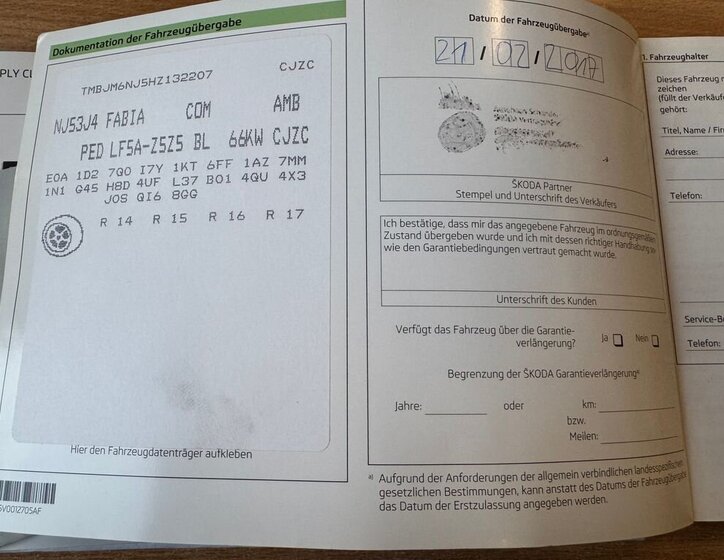 PLY CL
Dokumentation der Fahrzeugübergabe
TMBJM6NJ5HZ132207 CJZC
NJ53J4 FABIA COM AMB
PED LF5A-Z5Z5 BL 66KW CJZC
E0A 1D2 7Q0 I7Y 1KT 6FF 1AZ 7MM
1N1 G45 H8D 4UF L37 B01 4QU 4X3
J0S QI6 8GG
R 14 R 15 R 16 R 17
Hier den Fahrzeugdatenträger aufkleben
SV0012705AF
Datum der Fahrzeugübergabe a)
21 / 02 / 2017
ŠKODA Partner
Stempel und Unterschrift des Verkäufers
Ich bestätige, dass mir das angegebene Fahrzeug im ordnungsgemäßen
Zustand übergeben wurde und ich mit dessen richtiger Handhabung so-
wie den Garantiebedingungen vertraut gemacht wurde.
Unterschrift des Kunden
Verfügt das Fahrzeug über die Garantie-
verlängerung? Ja Nein
Begrenzung der ŠKODA Garantieverlängerung a)
Jahre: oder km:
bzw.
Meilen:
a) Aufgrund der Anforderungen der allgemein verbindlichen landesspezifischen
gesetzlichen Bestimmungen, kann anstatt des Datums der Fahrzeugübergabe
das Datum der Erstzulassung angegeben werden.
1. Fahrzeughalter
Dieses Fahrzeug
zeichen
(füllt der Verkäufe
gehört:
Titel, Name / Fir
Adresse:
Telefon:
Service-Be
Telefon: